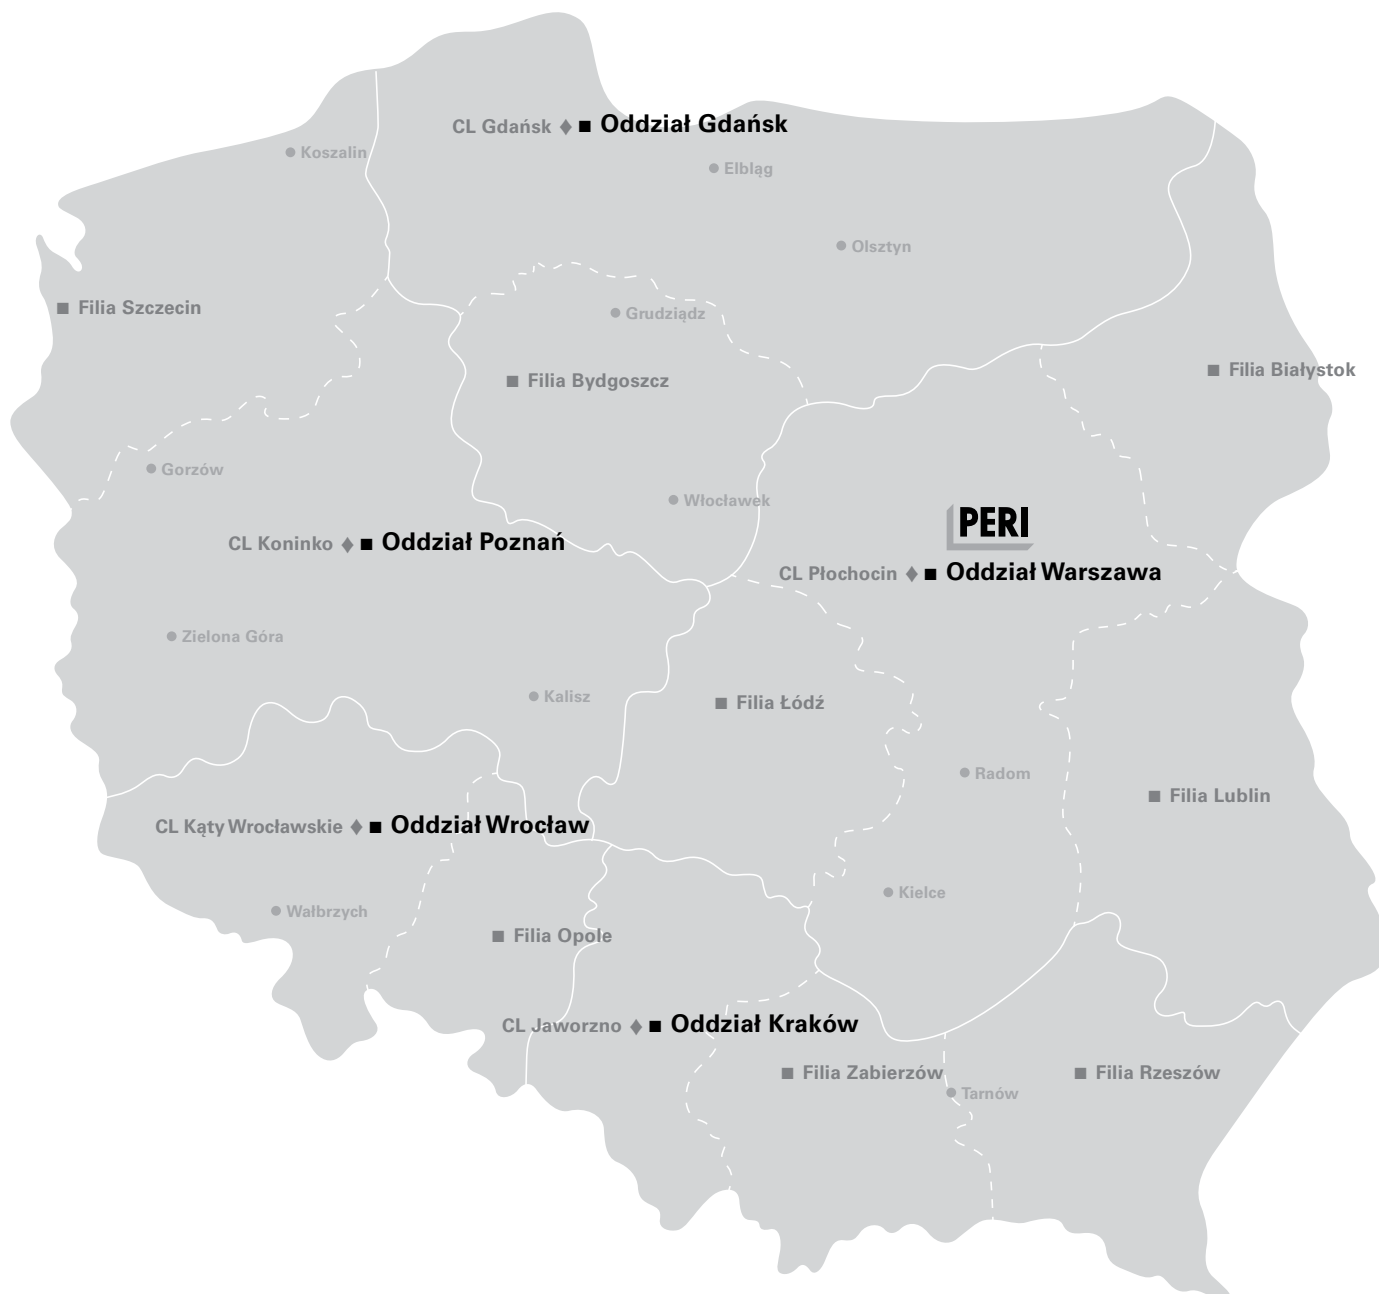 CL Gdańsk ♦ ■ Oddział Gdańsk
Koszalin
Elbląg
Olsztyn
Filia Szczecin
Grudziądz
Filia Bydgoszcz
Filia Białystok
Gorzów
Włocławek
PERI
CL Koninko ♦ ■ Oddział Poznań
CL Płochocin ♦ ■ Oddział Warszawa
Zielona Góra
Kalisz
Filia Łódź
Radom
Filia Lublin
CL Kąty Wrocławskie ♦ ■ Oddział Wrocław
Kielce
Wałbrzych
Filia Opole
CL Jaworzno ♦ ■ Oddział Kraków
Filia Zabierzów
Filia Rzeszów
Tarnów